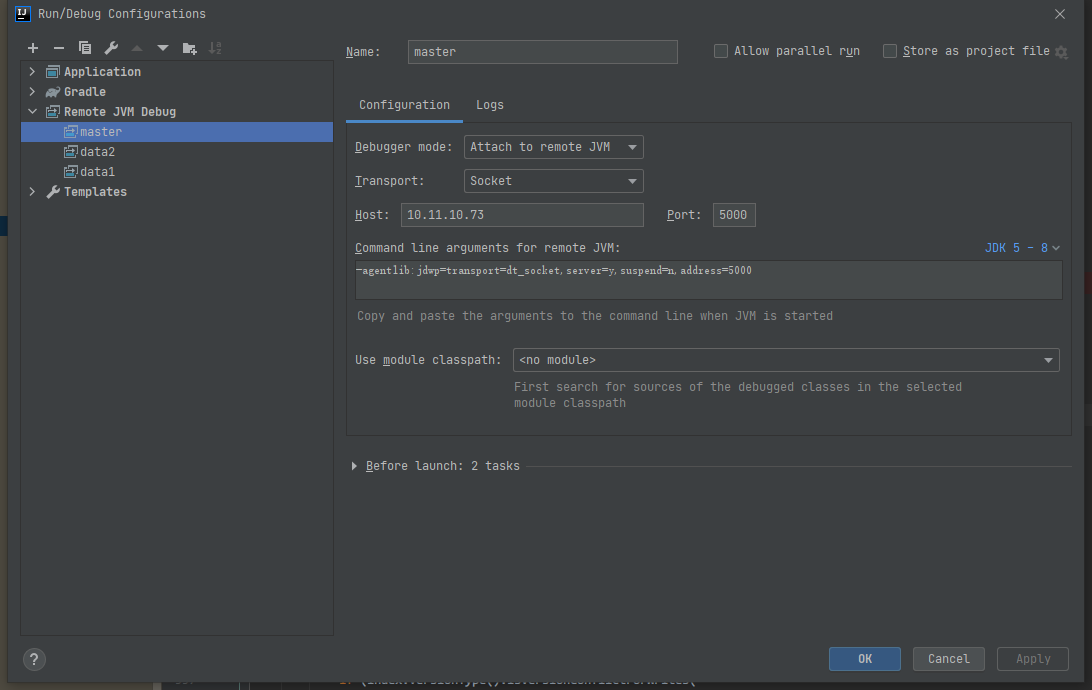 Run/Debug Configurations
Application
Gradle
Remote JVM Debug
master
data2
data1
Templates
Name: master
Allow parallel run
Store as project file
Configuration Logs
Debugger mode: Attach to remote JVM
Transport: Socket
Host: 10.11.10.73 Port: 5000
Command line arguments for remote JVM: JDK 5 - 8
-agentlib:jdwp=transport=dt_socket,server=y,suspend=n,address=5000
Copy and paste the arguments to the command line when JVM is started
Use module classpath: <no module>
First search for sources of the debugged classes in the selected
module classpath
Before launch: 2 tasks
?
OK Cancel Apply